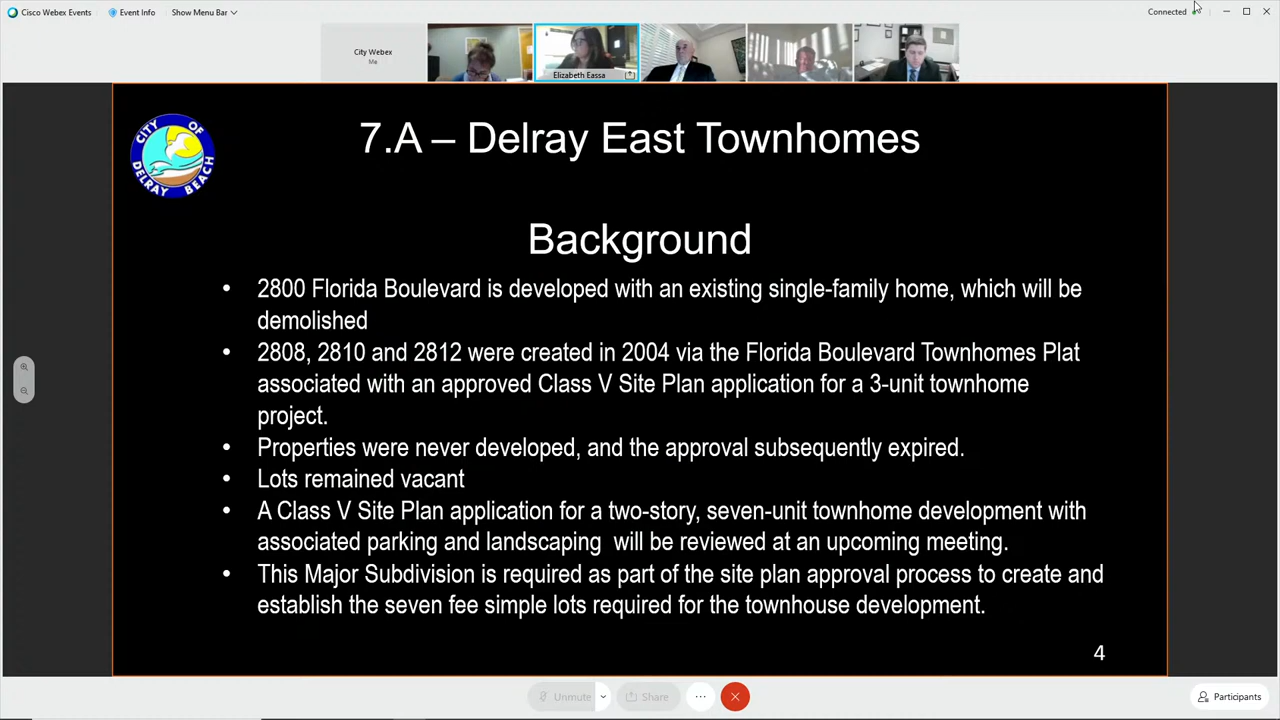 Cisco Webex Events
Event Info
Show Menu Bar
Connected
City Webex
Me
Elizabeth Eassa
CITY OF
DELRAY BEACH
7.A – Delray East Townhomes
Background
• 2800 Florida Boulevard is developed with an existing single-family home, which will be
demolished
• 2808, 2810 and 2812 were created in 2004 via the Florida Boulevard Townhomes Plat
associated with an approved Class V Site Plan application for a 3-unit townhome
project.
• Properties were never developed, and the approval subsequently expired.
• Lots remained vacant
• A Class V Site Plan application for a two-story, seven-unit townhome development with
associated parking and landscaping will be reviewed at an upcoming meeting.
• This Major Subdivision is required as part of the site plan approval process to create and
establish the seven fee simple lots required for the townhouse development.
4
Unmute
Share
Participants